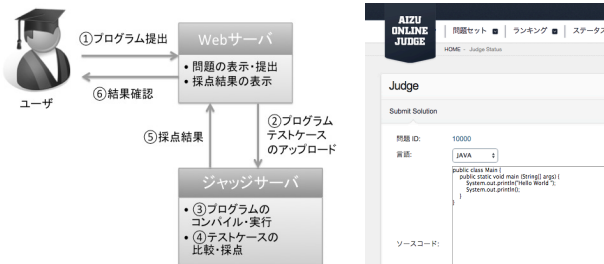 ①プログラム提出
⑥結果確認
ユーザ
Webサーバ
• 問題の表示・提出
• 採点結果の表示
②プログラム
テストケース
のアップロード
⑤採点結果
ジャッジサーバ
• ③プログラムの
コンパイル・実行
• ④テストケースの
比較・採点
AIZU
ONLINE
JUDGE
問題セット
ランキング
ステータス
HOME - Judge Status
Judge
Submit Solution
問題 ID: 10000
言語: JAVA
public class Main {
public static void main (String[] args) {
System.out.print("Hello World ");
System.out.println();
}
}
ソースコード: